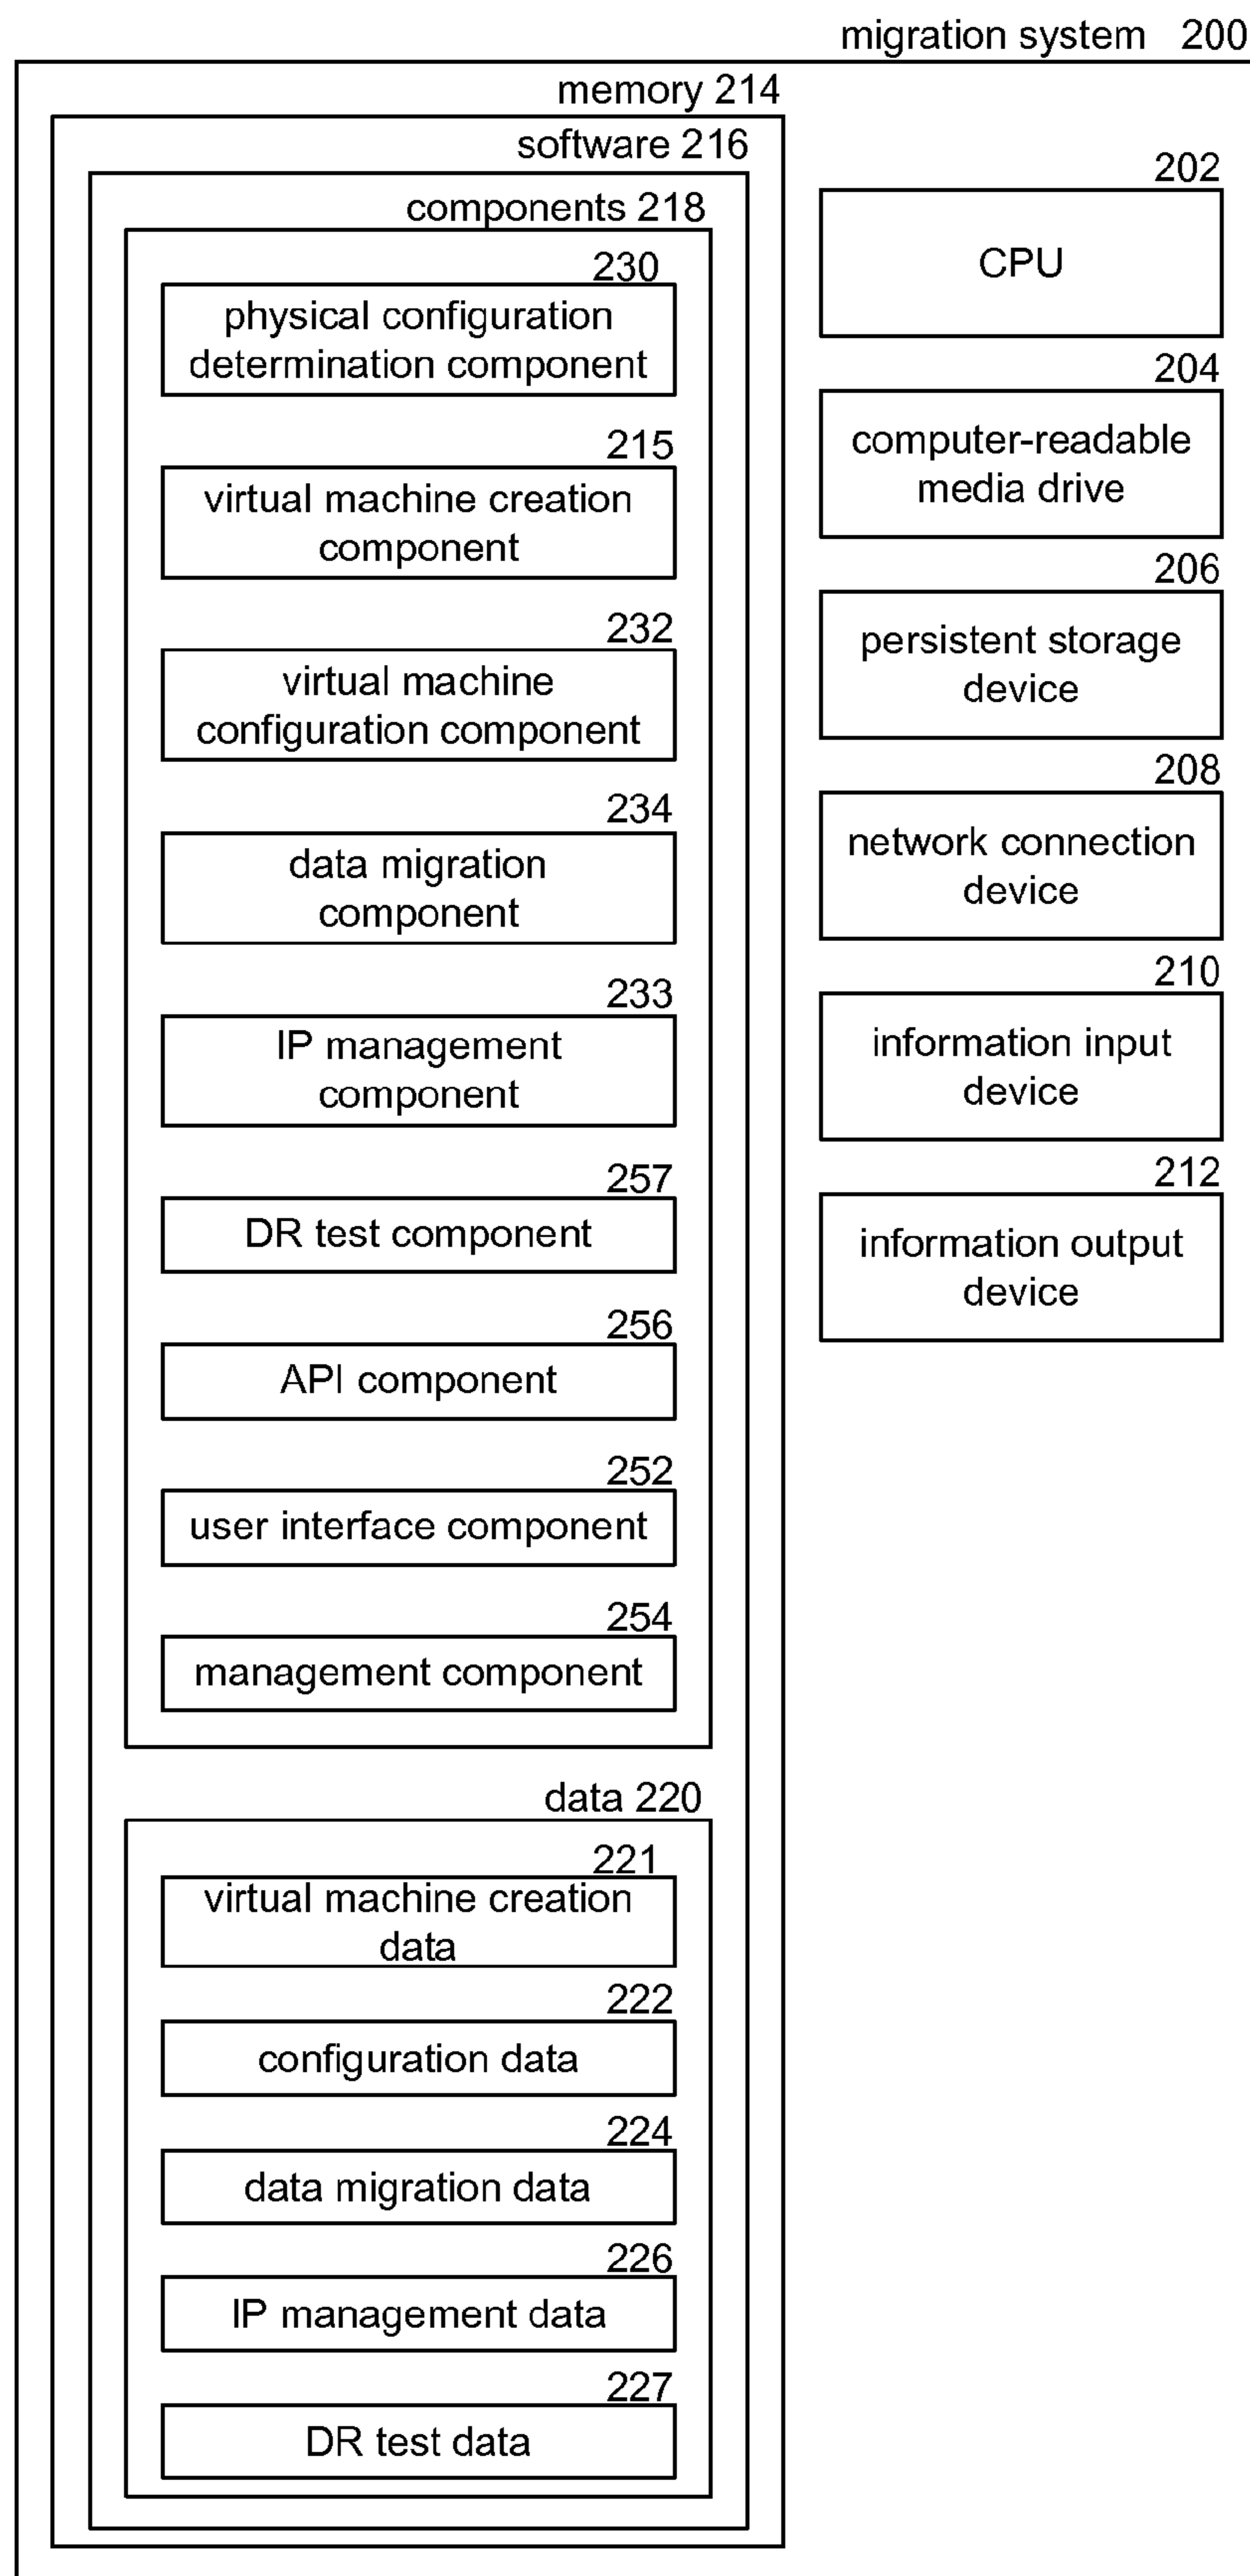 migration system 200
memory 214
software 216
components 218
230
physical configuration
determination component
215
virtual machine creation
component
232
virtual machine
configuration component
234
data migration
component
233
IP management
component
257
DR test component
256
API component
252
user interface component
254
management component
data 220
221
virtual machine creation
data
222
configuration data
224
data migration data
226
IP management data
227
DR test data
202
CPU
204
computer-readable
media drive
206
persistent storage
device
208
network connection
device
210
information input
device
212
information output
device